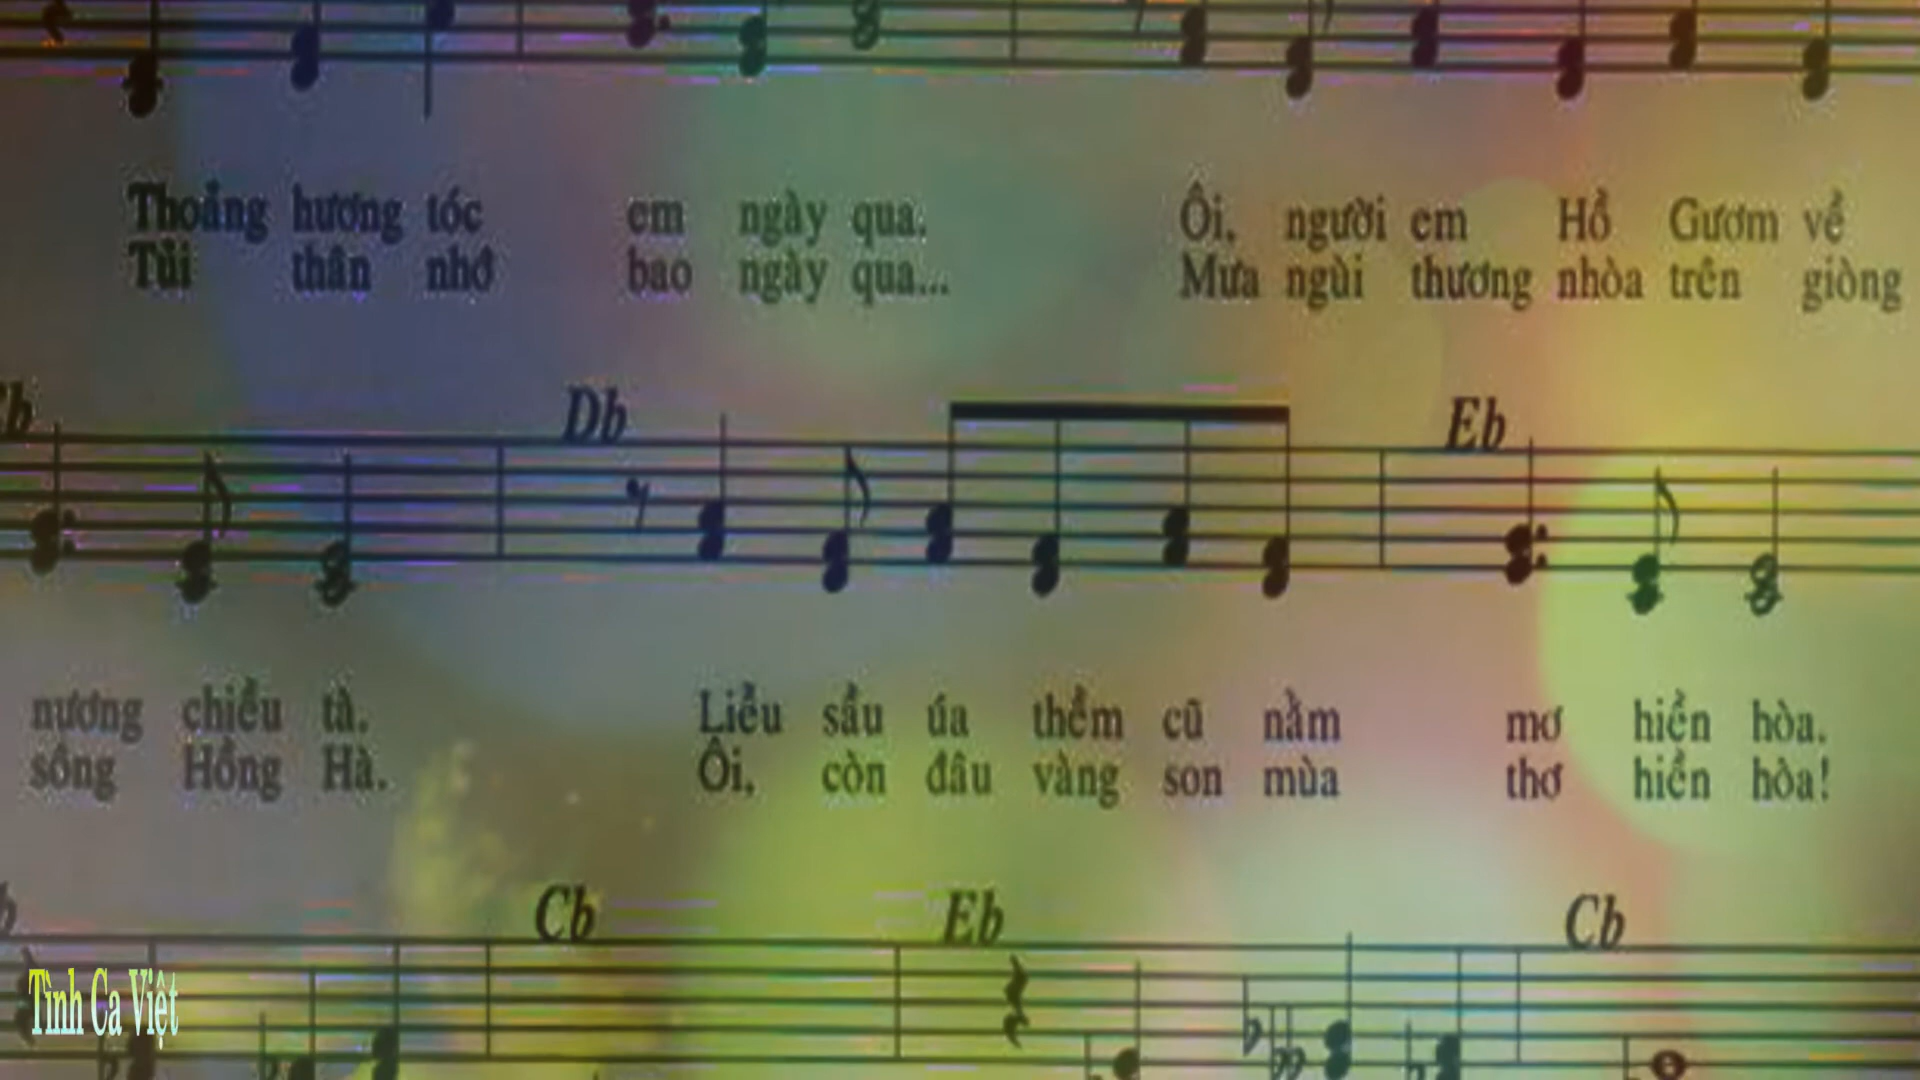 Thoảng hương tóc em ngày qua. Ôi, người em Hồ Gươm về
Tủi thân nhớ bao ngày qua... Mưa ngùi thương nhòa trên giòng
Db Eb
nương chiều tà. Liễu sầu úa thềm cũ nằm mơ hiền hòa.
sông Hồng Hà. Ôi, còn đâu vàng son mùa thơ hiền hòa!
Cb Eb Cb
Tình Ca Việt